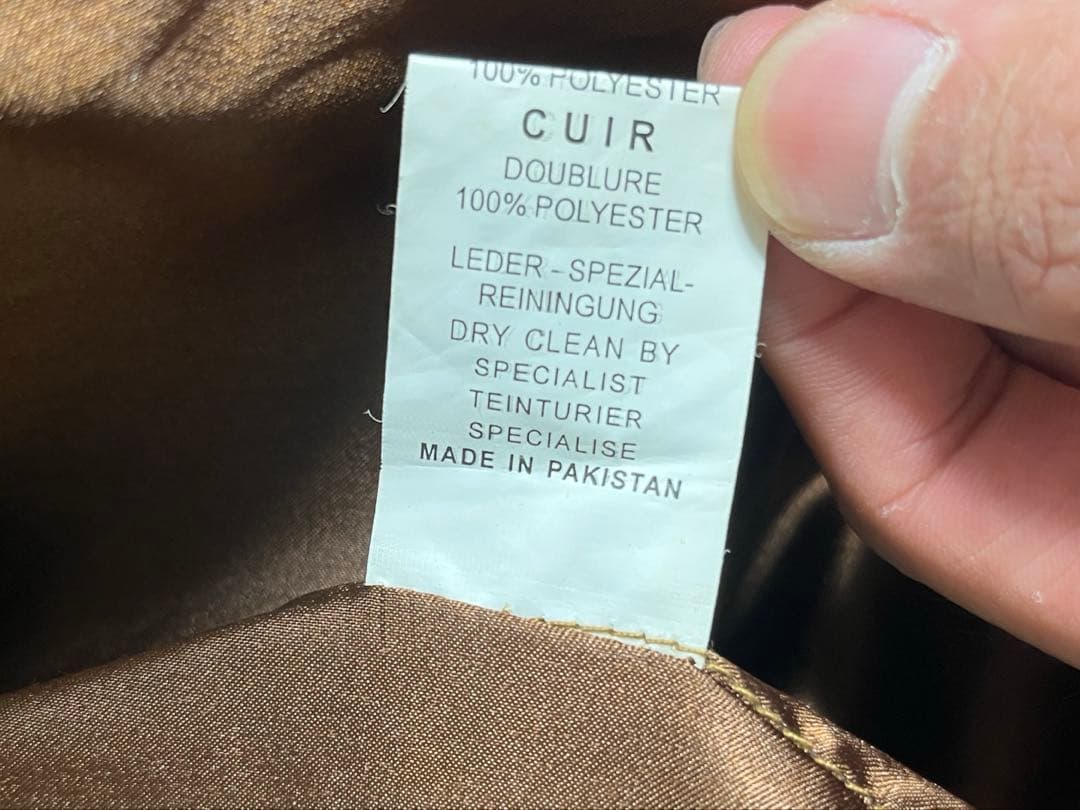 100% POLYESTER
CUIR
DOUBLURE
100% POLYESTER
LEDER-SPEZIAL-
REININGUNG
DRY CLEAN BY
SPECIALIST
TEINTURIER
SPECIALISE
MADE IN PAKISTAN